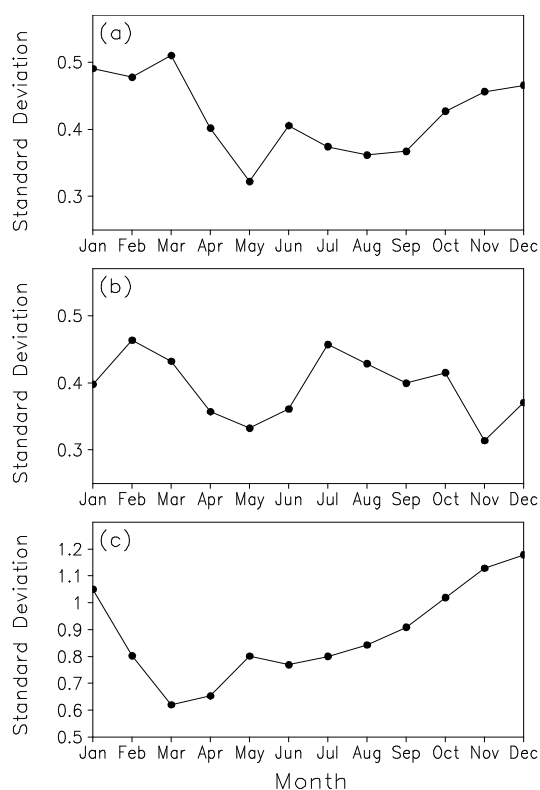 (a)
Standard Deviation
0.5
0.4
0.3
Jan Feb Mar Apr May Jun Jul Aug Sep Oct Nov Dec
(b)
Standard Deviation
0.5
0.4
0.3
Jan Feb Mar Apr May Jun Jul Aug Sep Oct Nov Dec
(c)
Standard Deviation
1.2
1.1
1
0.9
0.8
0.7
0.6
0.5
Jan Feb Mar Apr May Jun Jul Aug Sep Oct Nov Dec
Month